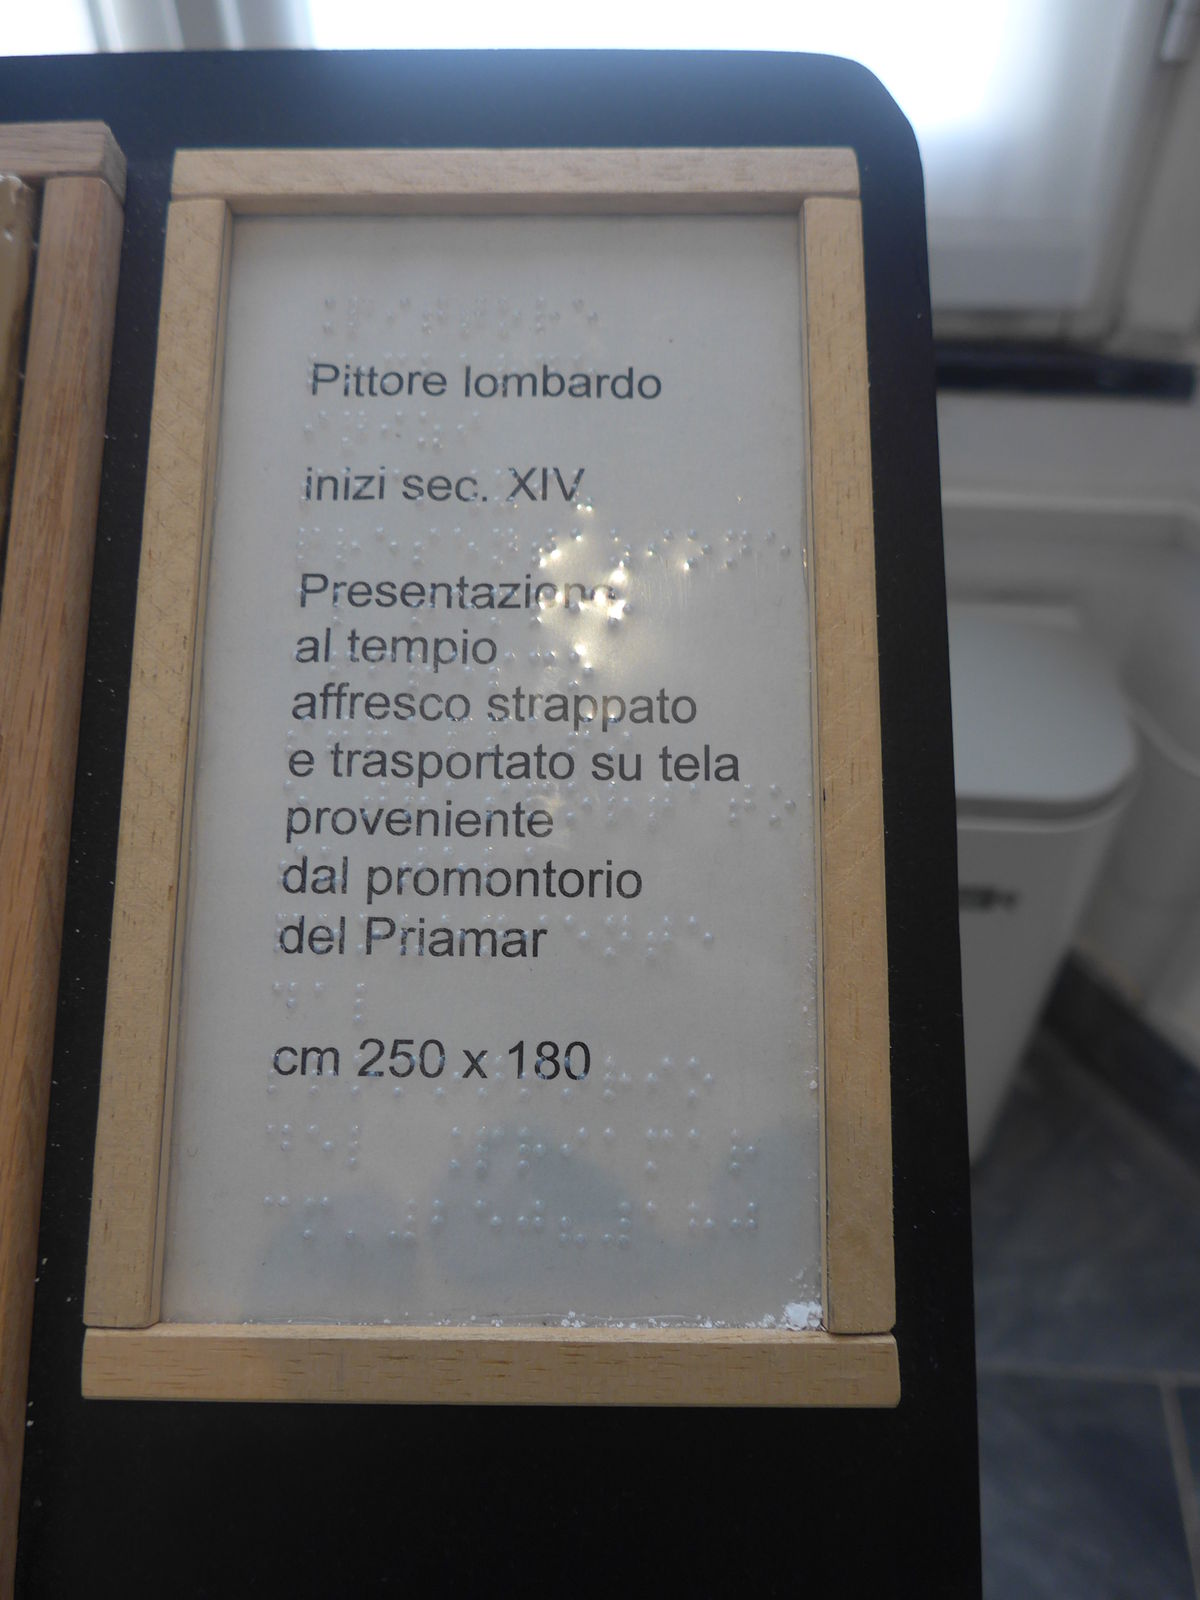 Pittore lombardo
inizi sec. XIV
Presentazione
al tempio
affresco strappato
e trasportato su tela
proveniente
dal promontorio
del Priamar
cm 250 x 180